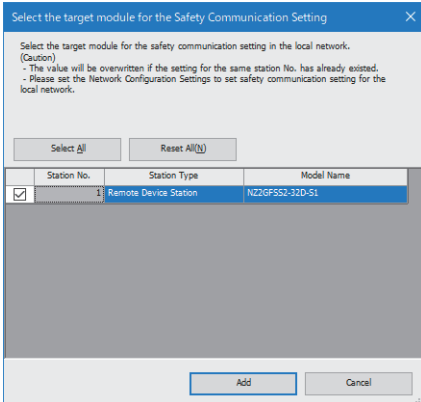 Select the target module for the Safety Communication Setting
Select the target module for the safety communication setting in the local network.
(Caution)
- The value will be overwritten if the setting for the same station No. has already existed.
- Please set the Network Configuration Settings to set safety communication setting for the
local network.
Select All Reset All(N)
Station No. Station Type Model Name
1 Remote Device Station NZ2GFSS2-32D-S1
Add Cancel